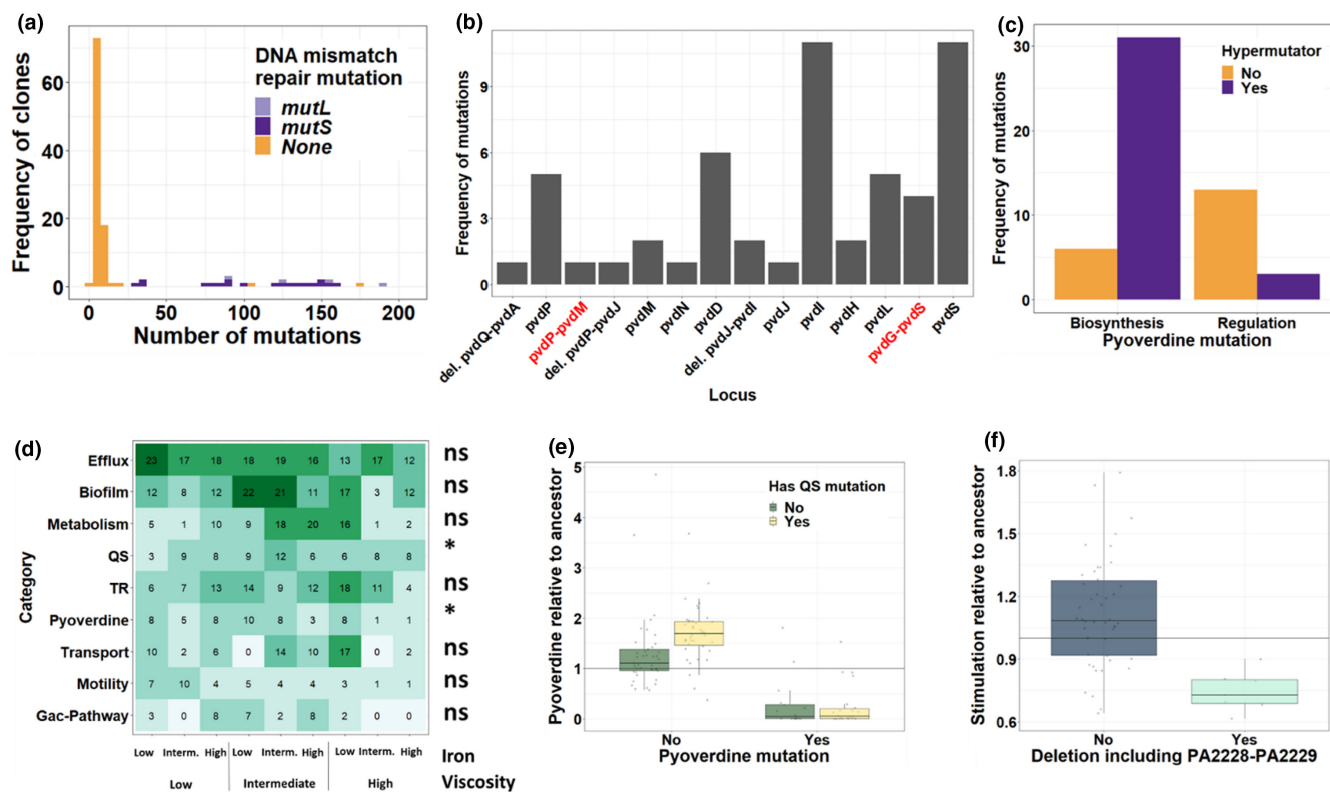 (a)
DNA mismatch
repair mutation
mutL
mutS
None
Frequency of clones
60
40
20
0
0 50 100 150 200
Number of mutations
(b)
Frequency of mutations
9
6
3
0
del. pvdQ-pvdA
pvdP
pvdP-pvdM
del. pvdP-pvdJ
pvdM
pvdN
pvdD
del. pvdJ-pvdI
pvdJ
pvdI
pvdH
pvdL
pvdG-pvdS
pvdS
Locus
(c)
Hypermutator
No
Yes
Frequency of mutations
30
20
10
0
Biosynthesis Regulation
Pyoverdine mutation
(d)
Category
Efflux 23 17 18 18 19 16 13 17 12 ns
Biofilm 12 8 12 22 21 11 17 3 12 ns
Metabolism 5 1 10 9 18 20 16 1 2 ns
QS 3 9 8 9 12 6 6 8 8 *
TR 6 7 13 14 9 12 18 11 4 ns
Pyoverdine 8 5 8 10 8 3 8 1 1 *
Transport 10 2 6 0 14 10 17 0 2 ns
Motility 7 10 4 5 4 4 3 1 1 ns
Gac-Pathway 3 0 8 7 2 8 2 0 0 ns
Low Interm. High Low Interm. High Low Interm. High Iron
Low Intermediate High Viscosity
(e)
Pyoverdine relative to ancestor
5
4
3
2
1
0
Has QS mutation
No
Yes
No Yes
Pyoverdine mutation
(f)
Stimulation relative to ancestor
1.8
1.5
1.2
0.9
0.6
No Yes
Deletion including PA2228-PA2229